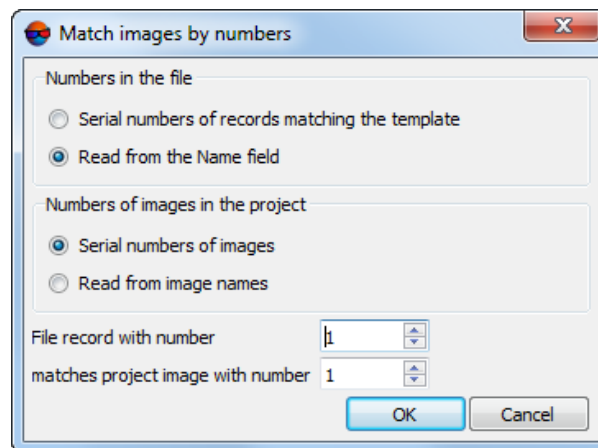 Match images by numbers
Numbers in the file
Serial numbers of records matching the template
Read from the Name field
Numbers of images in the project
Serial numbers of images
Read from image names
File record with number 1
matches project image with number 1
OK Cancel